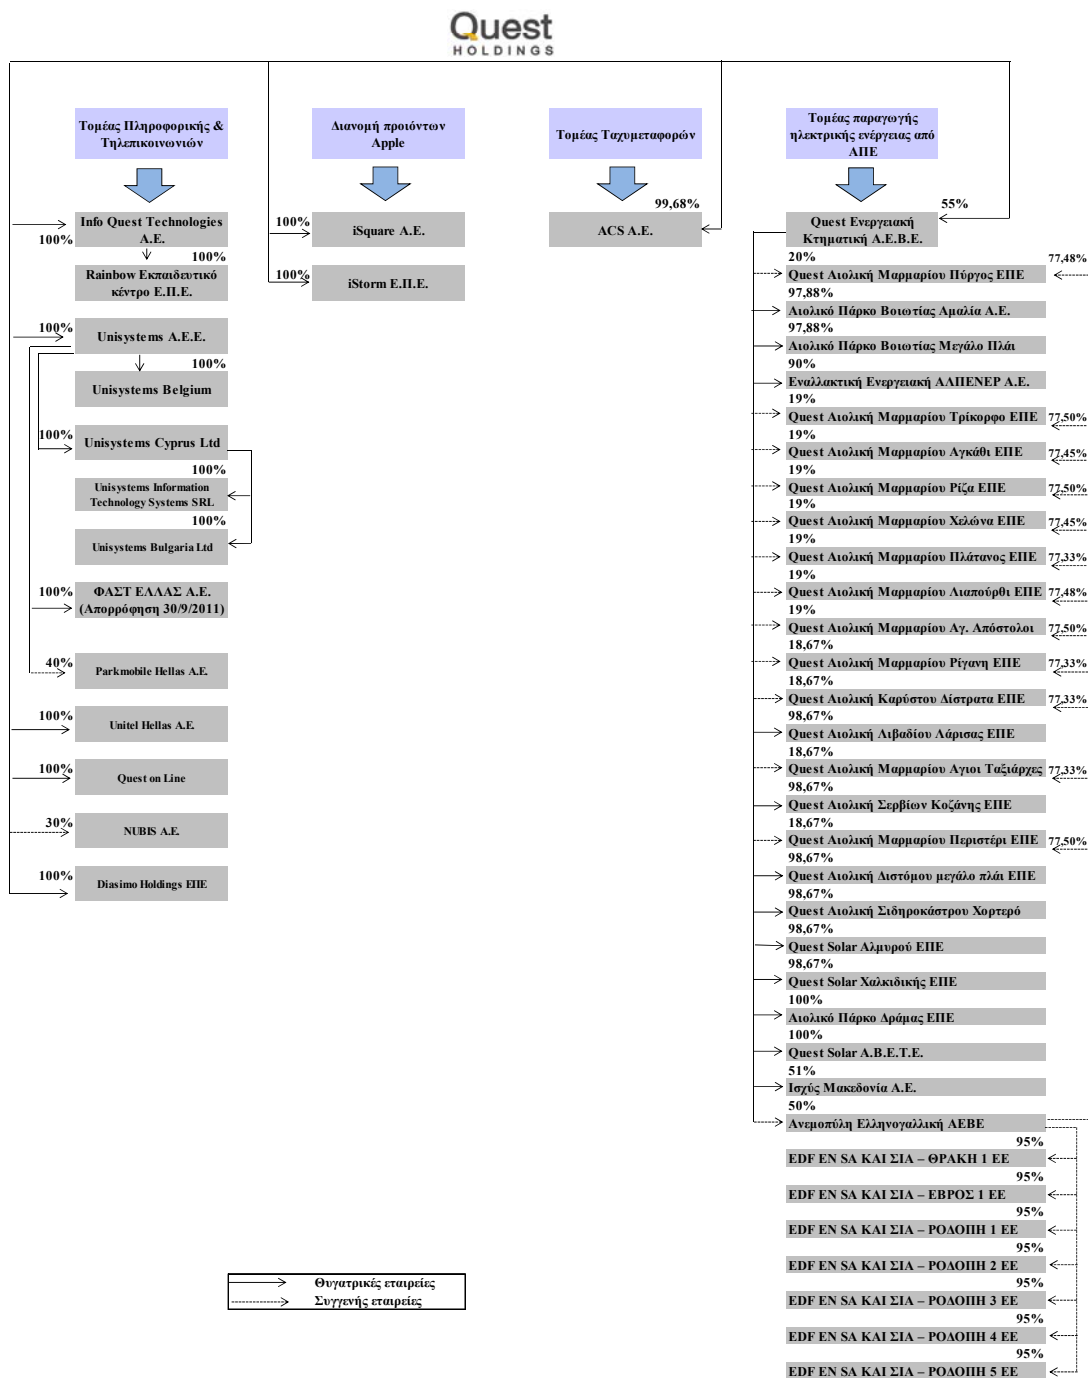 Quest
HOLDINGS
Τομέας Πληροφορικής &
Τηλεπικοινωνιών
Info Quest Technologies
Α.Ε.
100%
100%
Rainbow Εκπαιδευτικό
κέντρο Ε.Π.Ε.
100%
Unisystems Α.Ε.Ε.
100%
Unisystems Belgium
100%
Unisystems Cyprus Ltd
100%
Unisystems Information
Technology Systems SRL
100%
Unisystems Bulgaria Ltd
100%
ΦΑΣΤ ΕΛΛΑΣ Α.Ε.
(Απορρόφηση 30/9/2011)
40%
Parkmobile Hellas Α.Ε.
100%
Unitel Hellas Α.Ε.
100%
Quest on Line
30%
NUBIS Α.Ε.
100%
Diasimo Holdings ΕΠΕ
Διανομή προιόντων
Apple
100%
iSquare Α.Ε.
100%
iStorm Ε.Π.Ε.
Τομέας Ταχυμεταφορών
99,68%
ACS Α.Ε.
Τομέας παραγωγής
ηλεκτρικής ενέργειας από
ΑΠΕ
55%
Quest Ενεργειακή
Κτηματική Α.Ε.Β.Ε.
20%
Quest Αιολική Μαρμαρίου Πύργος ΕΠΕ 77,48%
97,88%
Αιολικό Πάρκο Βοιωτίας Αμαλία Α.Ε.
97,88%
Αιολικό Πάρκο Βοιωτίας Μεγάλο Πλάι
90%
Εναλλακτική Ενεργειακή ΑΛΠΕΝΕΡ Α.Ε.
19%
Quest Αιολική Μαρμαρίου Τρίκορφο ΕΠΕ 77,50%
19%
Quest Αιολική Μαρμαρίου Αγκάθι ΕΠΕ 77,45%
19%
Quest Αιολική Μαρμαρίου Ρίζα ΕΠΕ 77,50%
19%
Quest Αιολική Μαρμαρίου Χελώνα ΕΠΕ 77,45%
19%
Quest Αιολική Μαρμαρίου Πλάτανος ΕΠΕ 77,33%
19%
Quest Αιολική Μαρμαρίου Λιαπούρθι ΕΠΕ 77,48%
19%
Quest Αιολική Μαρμαρίου Αγ. Απόστολοι 77,50%
18,67%
Quest Αιολική Μαρμαρίου Ρίγανη ΕΠΕ 77,33%
18,67%
Quest Αιολική Καρύστου Δίστρατα ΕΠΕ 77,33%
98,67%
Quest Αιολική Λιβαδίου Λάρισας ΕΠΕ
18,67%
Quest Αιολική Μαρμαρίου Αγιοι Ταξιάρχες 77,33%
98,67%
Quest Αιολική Σερβίων Κοζάνης ΕΠΕ
18,67%
Quest Αιολική Μαρμαρίου Περιστέρι ΕΠΕ 77,50%
98,67%
Quest Αιολική Διστόμου μεγάλο πλάι ΕΠΕ
98,67%
Quest Αιολική Σιδηροκάστρου Χορτερό
98,67%
Quest Solar Αλμυρού ΕΠΕ
98,67%
Quest Solar Χαλκιδικής ΕΠΕ
100%
Αιολικό Πάρκο Δράμας ΕΠΕ
100%
Quest Solar Α.Β.Ε.Τ.Ε.
51%
Ισχύς Μακεδονία Α.Ε.
50%
Ανεμοπύλη Ελληνογαλλική ΑΕΒΕ
95%
EDF EN SA ΚΑΙ ΣΙΑ – ΘΡΑΚΗ 1 ΕΕ
95%
EDF EN SA ΚΑΙ ΣΙΑ – ΕΒΡΟΣ 1 ΕΕ
95%
EDF EN SA ΚΑΙ ΣΙΑ – ΡΟΔΟΠΗ 1 ΕΕ
95%
EDF EN SA ΚΑΙ ΣΙΑ – ΡΟΔΟΠΗ 2 ΕΕ
95%
EDF EN SA ΚΑΙ ΣΙΑ – ΡΟΔΟΠΗ 3 ΕΕ
95%
EDF EN SA ΚΑΙ ΣΙΑ – ΡΟΔΟΠΗ 4 ΕΕ
95%
EDF EN SA ΚΑΙ ΣΙΑ – ΡΟΔΟΠΗ 5 ΕΕ
Θυγατρικές εταιρείες
Συγγενής εταιρείες